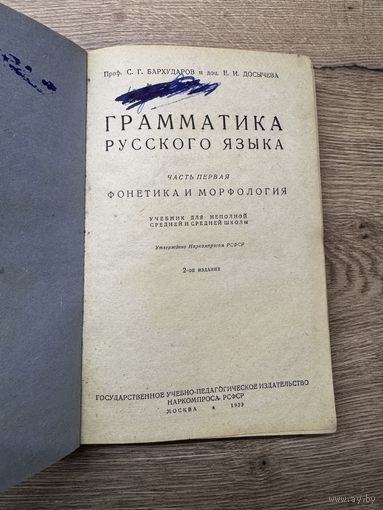 Проф. С. Г. БАРХУДАРОВ и доц. Е. И. ДОСЫЧЕВА
ГРАММАТИКА
РУССКОГО ЯЗЫКА
ЧАСТЬ ПЕРВАЯ
ФОНЕТИКА И МОРФОЛОГИЯ
УЧЕБНИК ДЛЯ НЕПОЛНОЙ
СРЕДНЕЙ И СРЕДНЕЙ ШКОЛЫ
Утверждено Наркомпросом РСФСР
2-ое издание
ГОСУДАРСТВЕННОЕ УЧЕБНО-ПЕДАГОГИЧЕСКОЕ ИЗДАТЕЛЬСТВО
НАРКОМПРОСА РСФСР
МОСКВА * 1939
www.ay.by